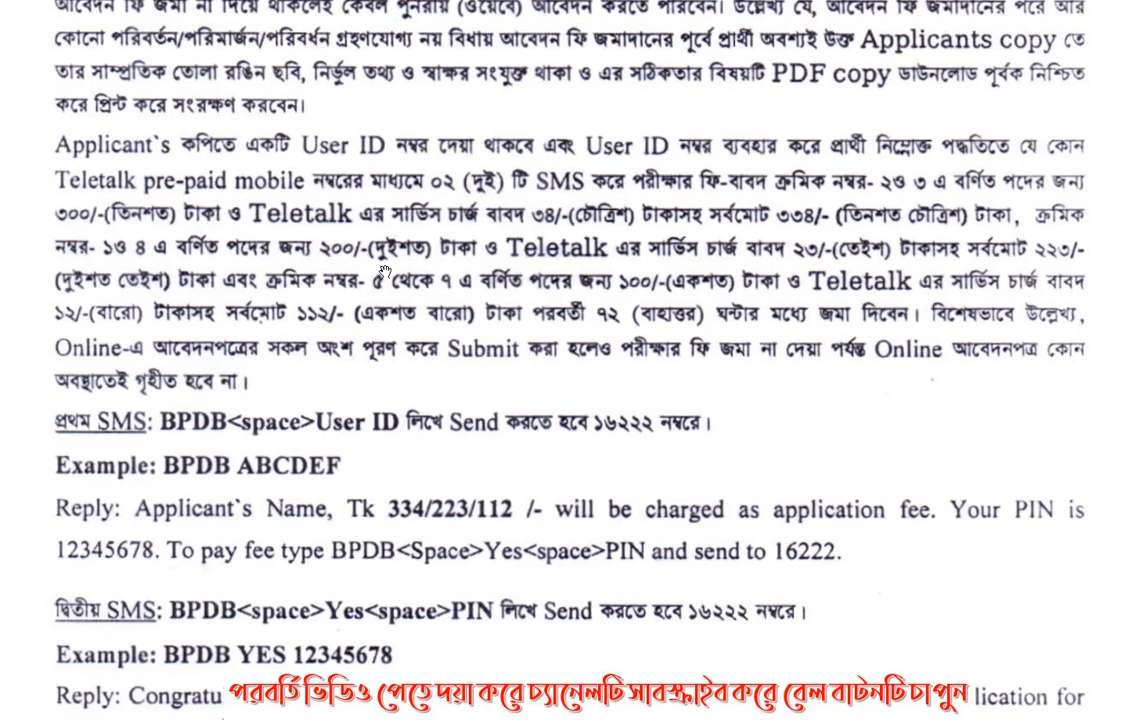 আবেদন ফি জমা না দিয়ে থাকলেই কেবল পুনরায় (ওয়েবে) আবেদন করতে পারবেন। উল্লেখ্য যে, আবেদন ফি জমাদানের পরে আর
কোনো পরিবর্তন/পরিমার্জন/পরিবর্ধন গ্রহণযোগ্য নয় বিধায় আবেদন ফি জমাদানের পূর্বে প্রার্থী অবশ্যই উক্ত Applicants copy তে
তার সাম্প্রতিক তোলা রঙিন ছবি, নির্ভুল তথ্য ও স্বাক্ষর সংযুক্ত থাকা ও এর সঠিকতার বিষয়টি PDF copy ডাউনলোড পূর্বক নিশ্চিত
করে প্রিন্ট করে সংরক্ষণ করবেন।
Applicant`s কপিতে একটি User ID নম্বর দেয়া থাকবে এবং User ID নম্বর ব্যবহার করে প্রার্থী নিম্নোক্ত পদ্ধতিতে যে কোন
Teletalk pre-paid mobile নম্বরের মাধ্যমে ০২ (দুই) টি SMS করে পরীক্ষার ফি-বাবদ ক্রমিক নম্বর- ২ও ৩ এ বর্ণিত পদের জন্য
৩০০/-(তিনশত) টাকা ও Teletalk এর সার্ভিস চার্জ বাবদ ৩৪/-(চৌত্রিশ) টাকাসহ সর্বমোট ৩৩৪/- (তিনশত চৌত্রিশ) টাকা, ক্রমিক
নম্বর- ১ও ৪ এ বর্ণিত পদের জন্য ২০০/-(দুইশত) টাকা ও Teletalk এর সার্ভিস চার্জ বাবদ ২৩/-(তেইশ) টাকাসহ সর্বমোট ২২৩/-
(দুইশত তেইশ) টাকা এবং ক্রমিক নম্বর- ৫ থেকে ৭ এ বর্ণিত পদের জন্য ১০০/-(একশত) টাকা ও Teletalk এর সার্ভিস চার্জ বাবদ
১২/-(বারো) টাকাসহ সর্বমোট ১১২/- (একশত বারো) টাকা পরবর্তী ৭২ (বাহাত্তর) ঘন্টার মধ্যে জমা দিবেন। বিশেষভাবে উল্লেখ্য,
Online-এ আবেদনপত্রের সকল অংশ পূরণ করে Submit করা হলেও পরীক্ষার ফি জমা না দেয়া পর্যন্ত Online আবেদনপত্র কোন
অবস্থাতেই গৃহীত হবে না।
প্রথম SMS: BPDB<space>User ID লিখে Send করতে হবে ১৬২২২ নম্বরে।
Example: BPDB ABCDEF
Reply: Applicant`s Name, Tk 334/223/112 /- will be charged as application fee. Your PIN is
12345678. To pay fee type BPDB<Space>Yes<space>PIN and send to 16222.
দ্বিতীয় SMS: BPDB<space>Yes<space>PIN লিখে Send করতে হবে ১৬২২২ নম্বরে।
Example: BPDB YES 12345678
Reply: Congratu পরবর্তি ভিডিও পেতে দয়া করে চ্যানেলটি সাবস্ক্রাইব করে বেল বাটনটি চাপুন lication for